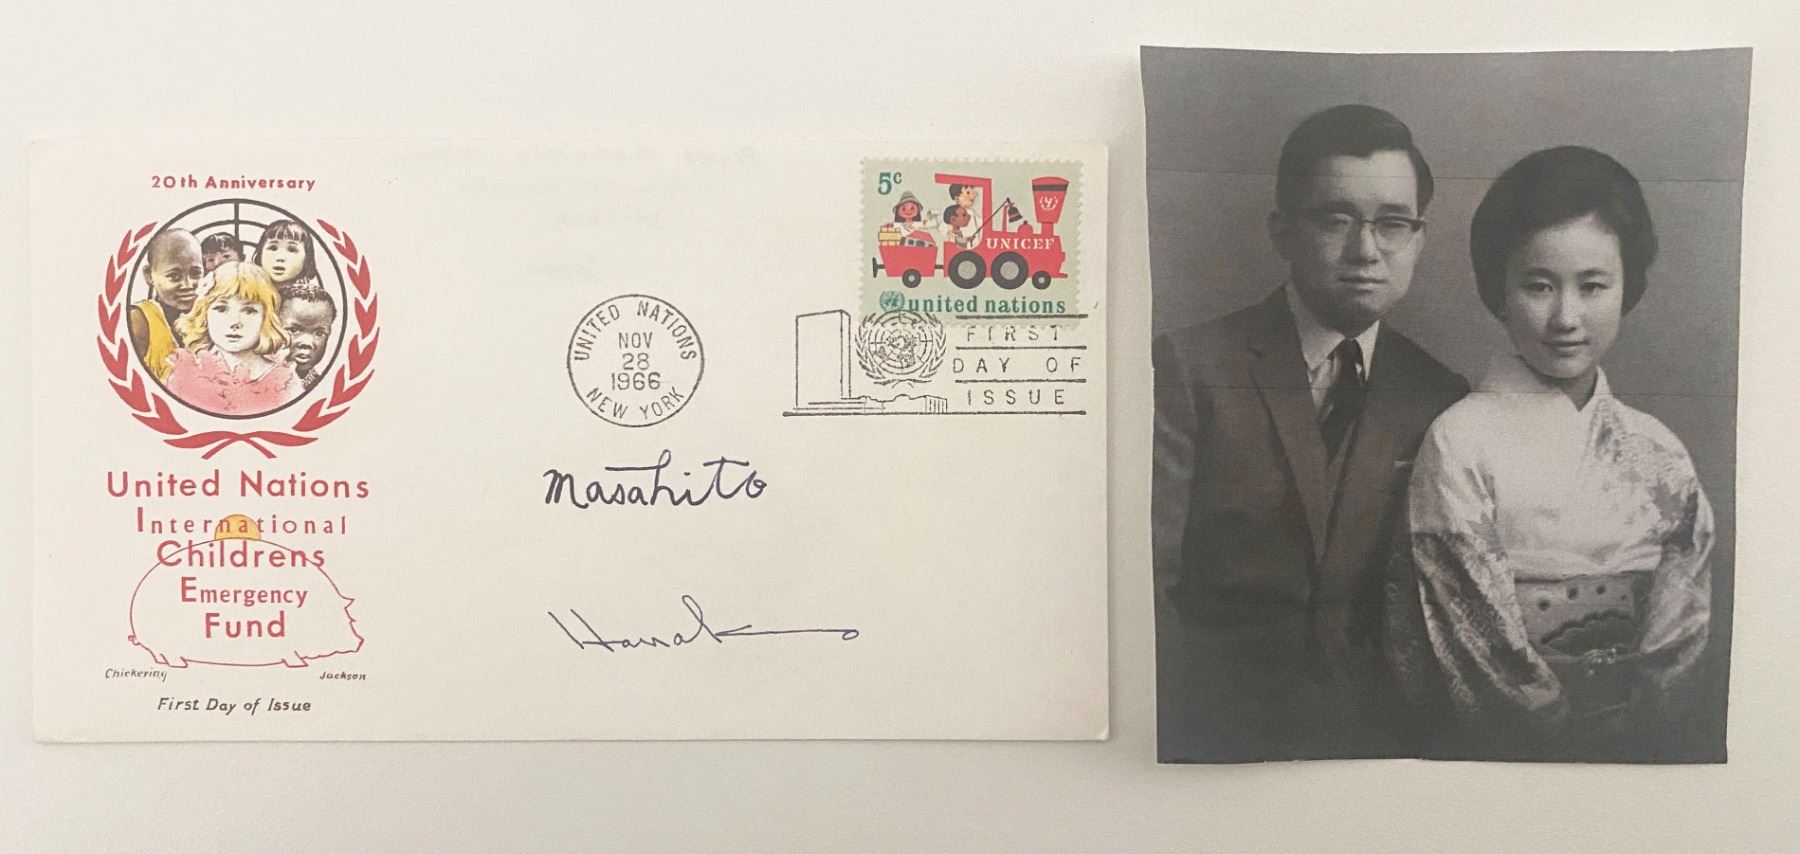 20th Anniversary
United Nations
International
Childrens
Emergency
Fund
Chickering
Jackson
First Day of Issue
5c
UNICEF
united nations
UNITED NATIONS
NOV
28
1966
NEW YORK
FIRST
DAY OF
ISSUE
Masahito
Hanako